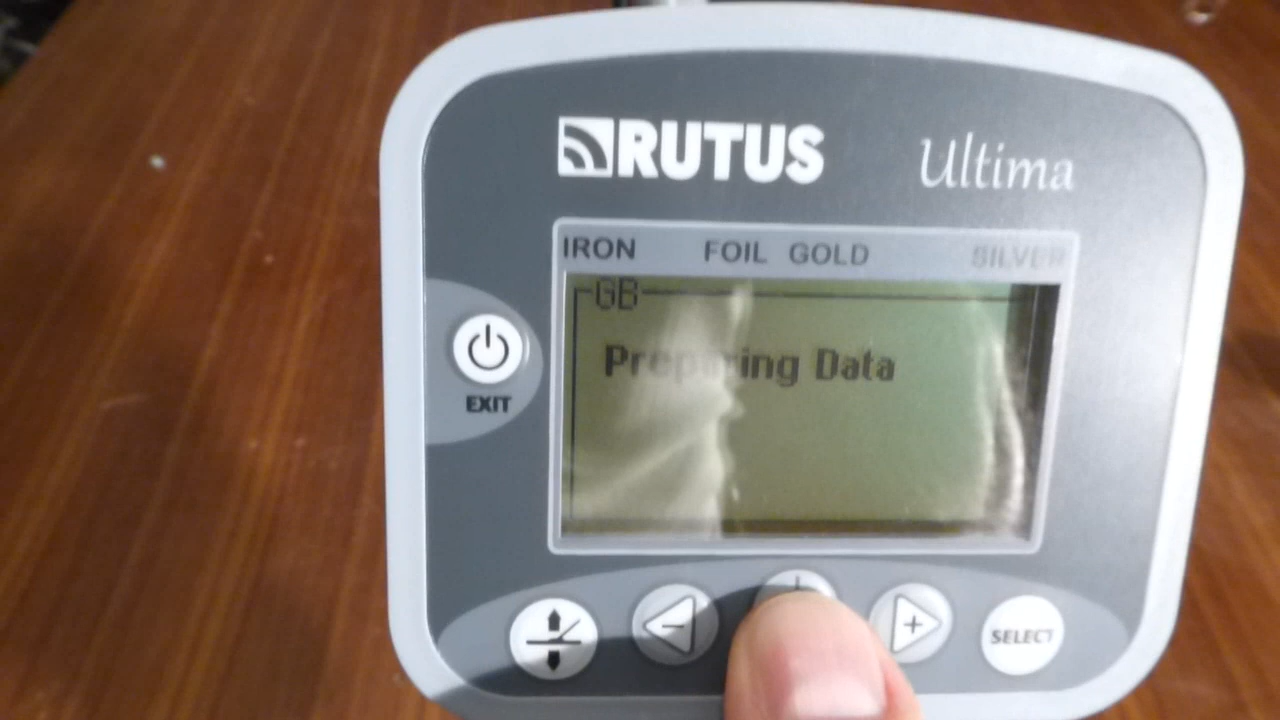 RUTUS Ultima
IRON FOIL GOLD SILVER
GB
Preparing Data
EXIT
- + SELECT